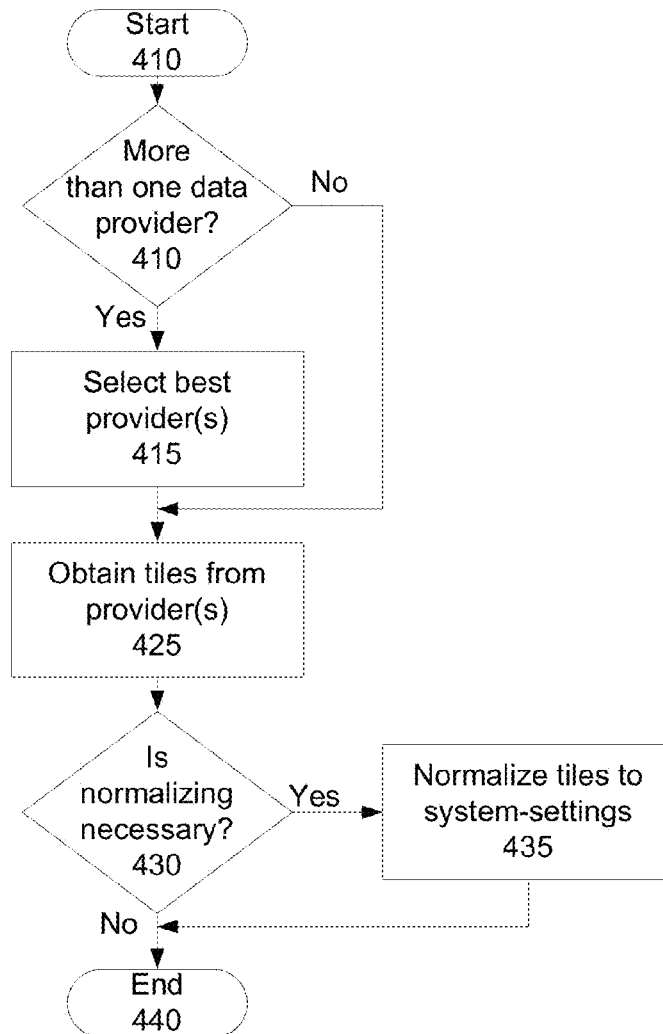 Start
410
More
than one data
provider?
410
No
Yes
Select best
provider(s)
415
Obtain tiles from
provider(s)
425
Is
normalizing
necessary?
430
Yes
Normalize tiles to
system-settings
435
No
End
440